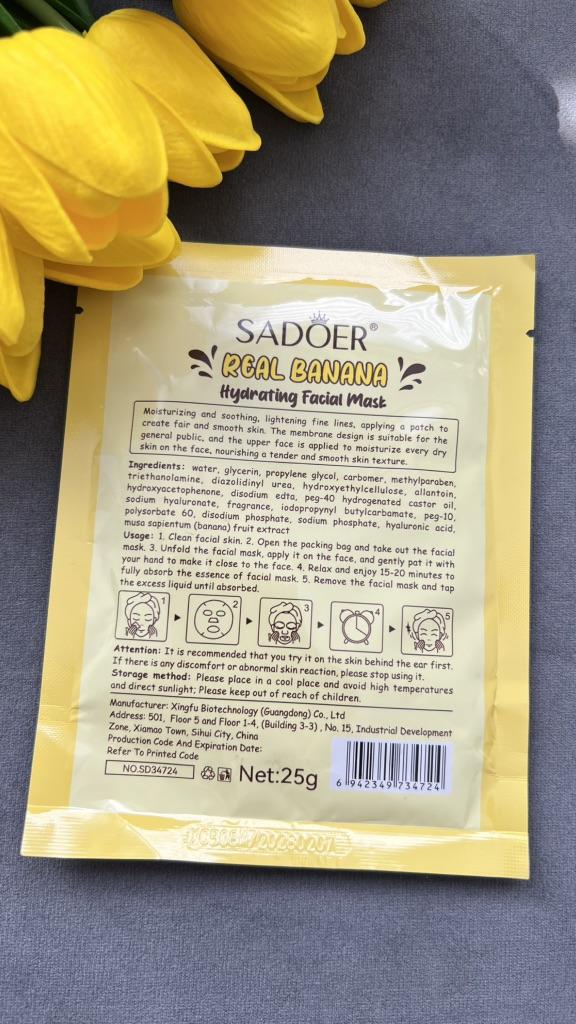 SADOER®
REAL BANANA
Hydrating Facial Mask
Moisturizing and soothing, lightening fine lines, applying a patch to
create fair and smooth skin. The membrane design is suitable for the
general public, and the upper face is applied to moisturize every dry
skin on the face, nourishing a tender and smooth skin texture.
Ingredients: water, glycerin, propylene glycol, carbomer, methylparaben,
triethanolamine, diazolidinyl urea, hydroxyethylcellulose, allantoin,
hydroxyacetophenone, disodium edta, peg-40 hydrogenated castor oil,
sodium hyaluronate, fragrance, iodopropynyl butylcarbamate, peg-10,
polysorbate 60, disodium phosphate, sodium phosphate, hyaluronic acid,
musa sapientum (banana) fruit extract
Usage: 1. Clean facial skin. 2. Open the packing bag and take out the facial
mask. 3. Unfold the facial mask, apply it on the face, and gently pat it with
your hand to make it close to the face. 4. Relax and enjoy 15-20 minutes to
fully absorb the essence of facial mask. 5. Remove the facial mask and tap
the excess liquid until absorbed.
1 2 3 4 5
Attention: It is recommended that you try it on the skin behind the ear first.
If there is any discomfort or abnormal skin reaction, please stop using it.
Storage method: Please place in a cool place and avoid high temperatures
and direct sunlight; Please keep out of reach of children.
Manufacturer: Xingfu Biotechnology (Guangdong) Co., Ltd
Address: 501, Floor 5 and Floor 1-4, (Building 3-3) , No. 15, Industrial Development
Zone, Xiamao Town, Sihui City, China
Production Code And Expiration Date:
Refer To Printed Code
NO.SD34724 Net:25g
6 942349 734724